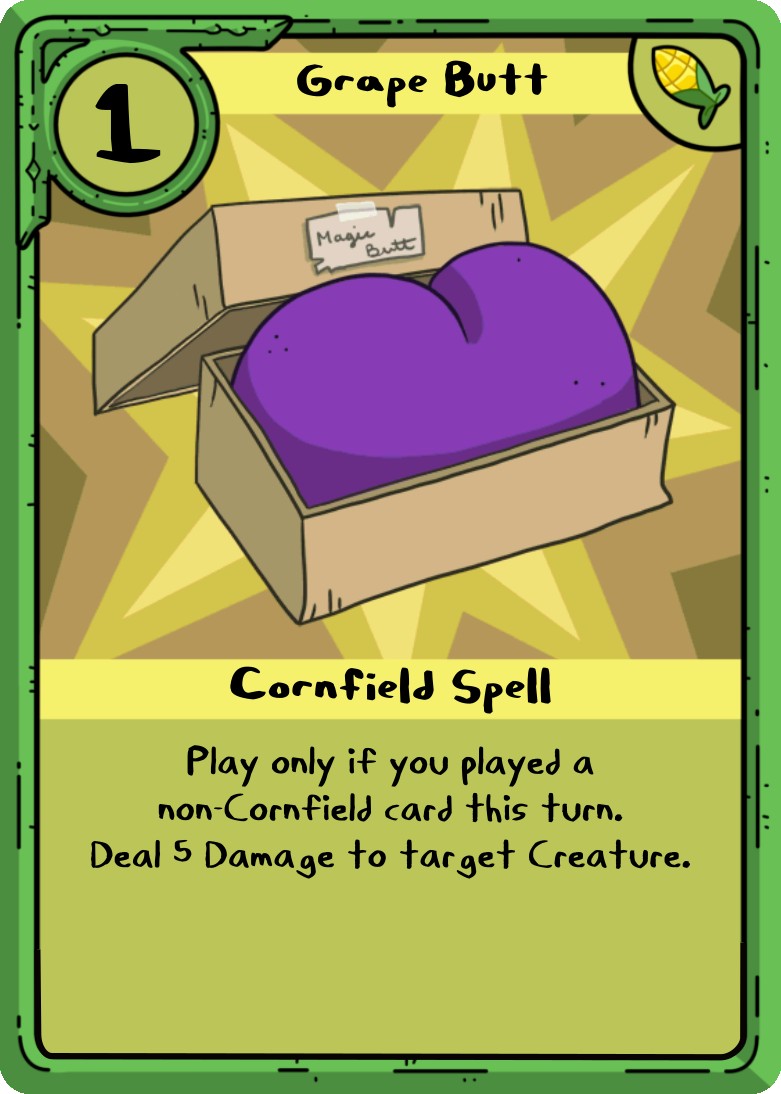 1
Grape Butt
Magic
Butt
Cornfield Spell
Play only if you played a
non-Cornfield card this turn.
Deal 5 Damage to target Creature.